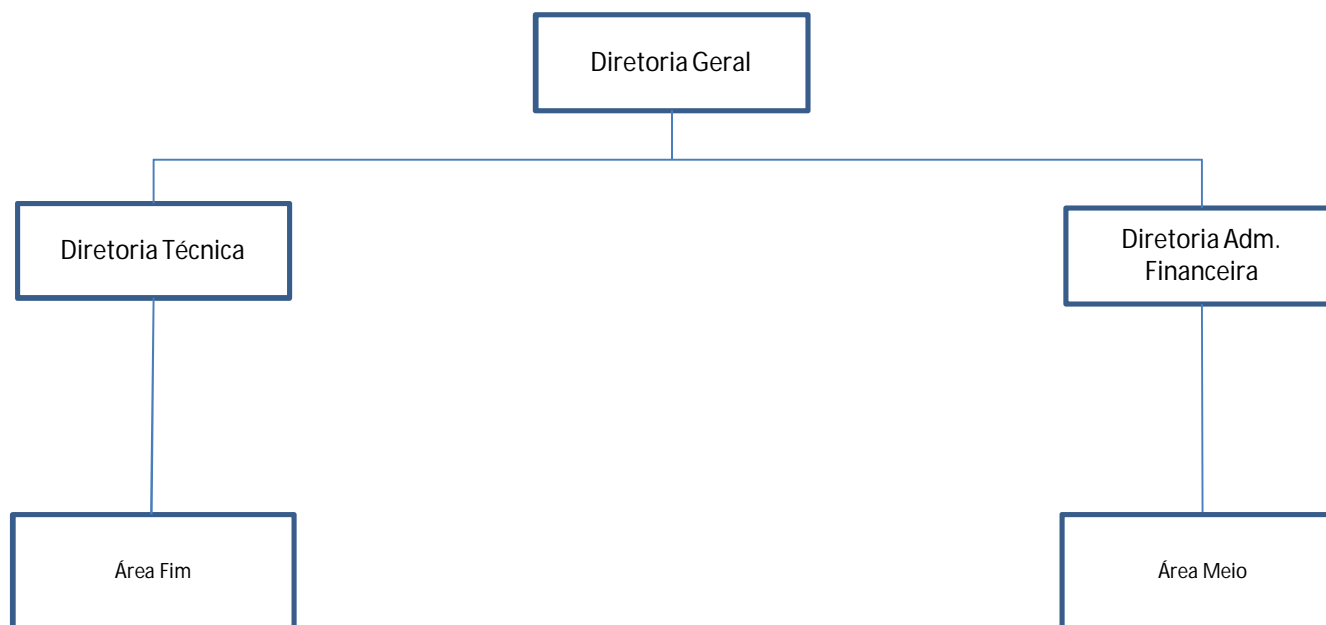 Diretoria Geral
Diretoria Técnica
Diretoria Adm.
Financeira
Área Fim
Área Meio